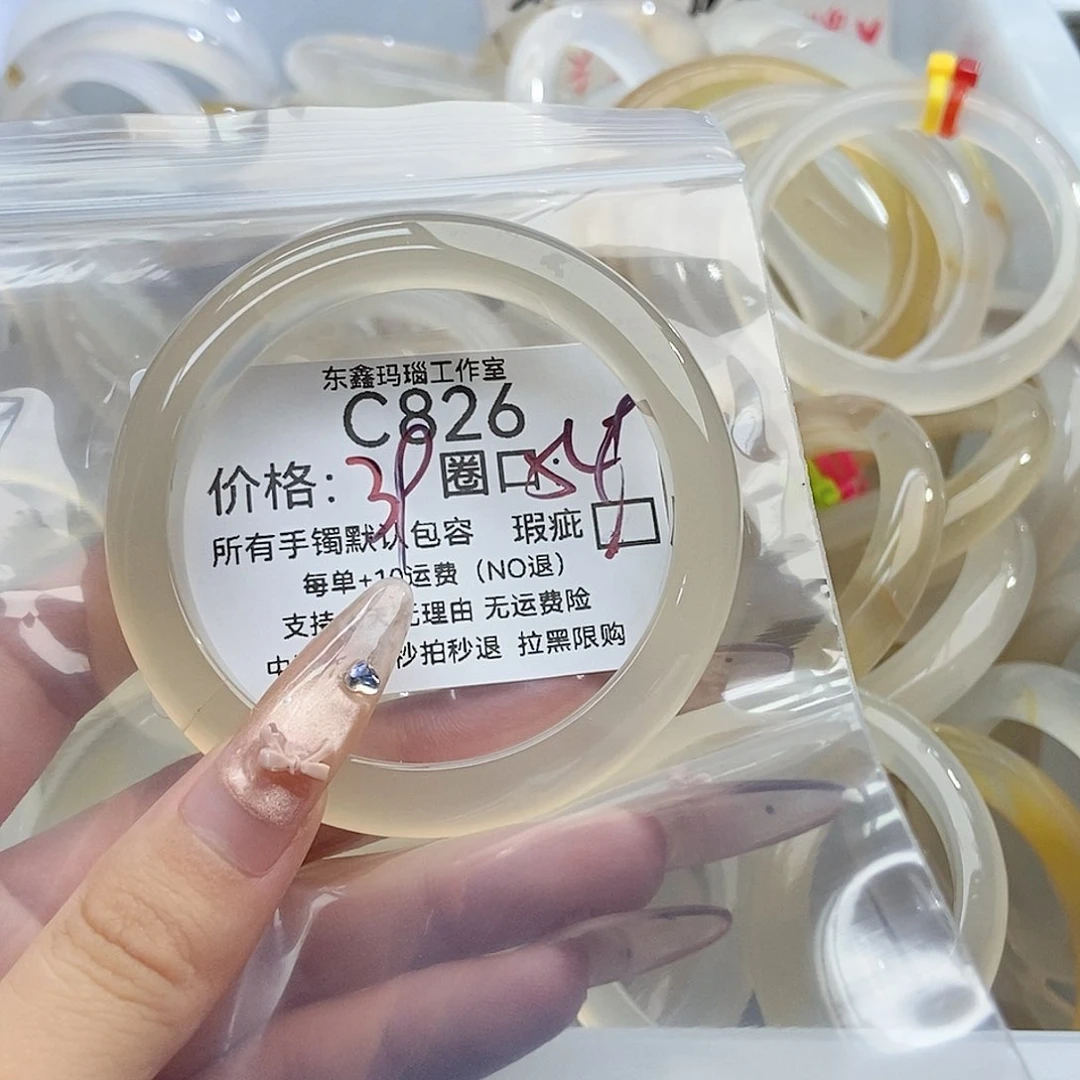 东鑫玛瑙工作室
C826
价格: 39 圈口
所有手镯默认包容 瑕疵
每单+10运费 (NO退)
支持 无理由 无运费险
秒拍秒退 拉黑限购